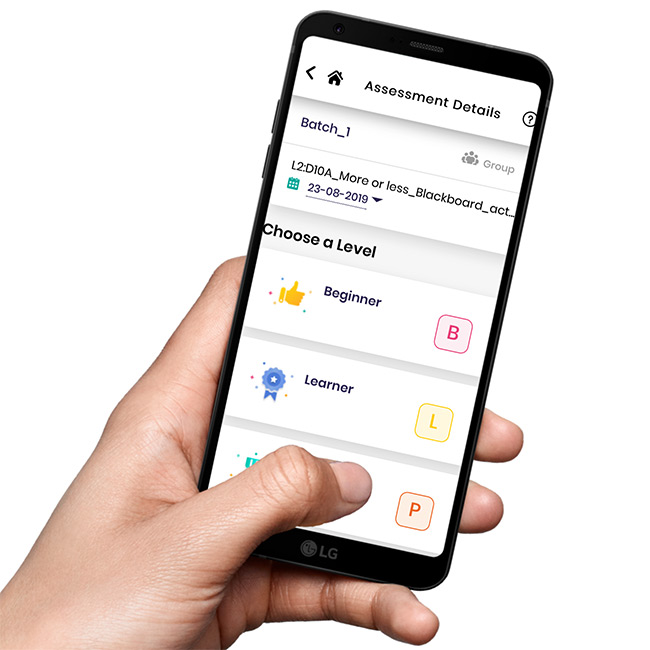 Assessment Details
?
Batch_1
Group
L2:D10A_More or less_Blackboard_act...
23-08-2019
Choose a Level
Beginner
B
Learner
L
P
LG